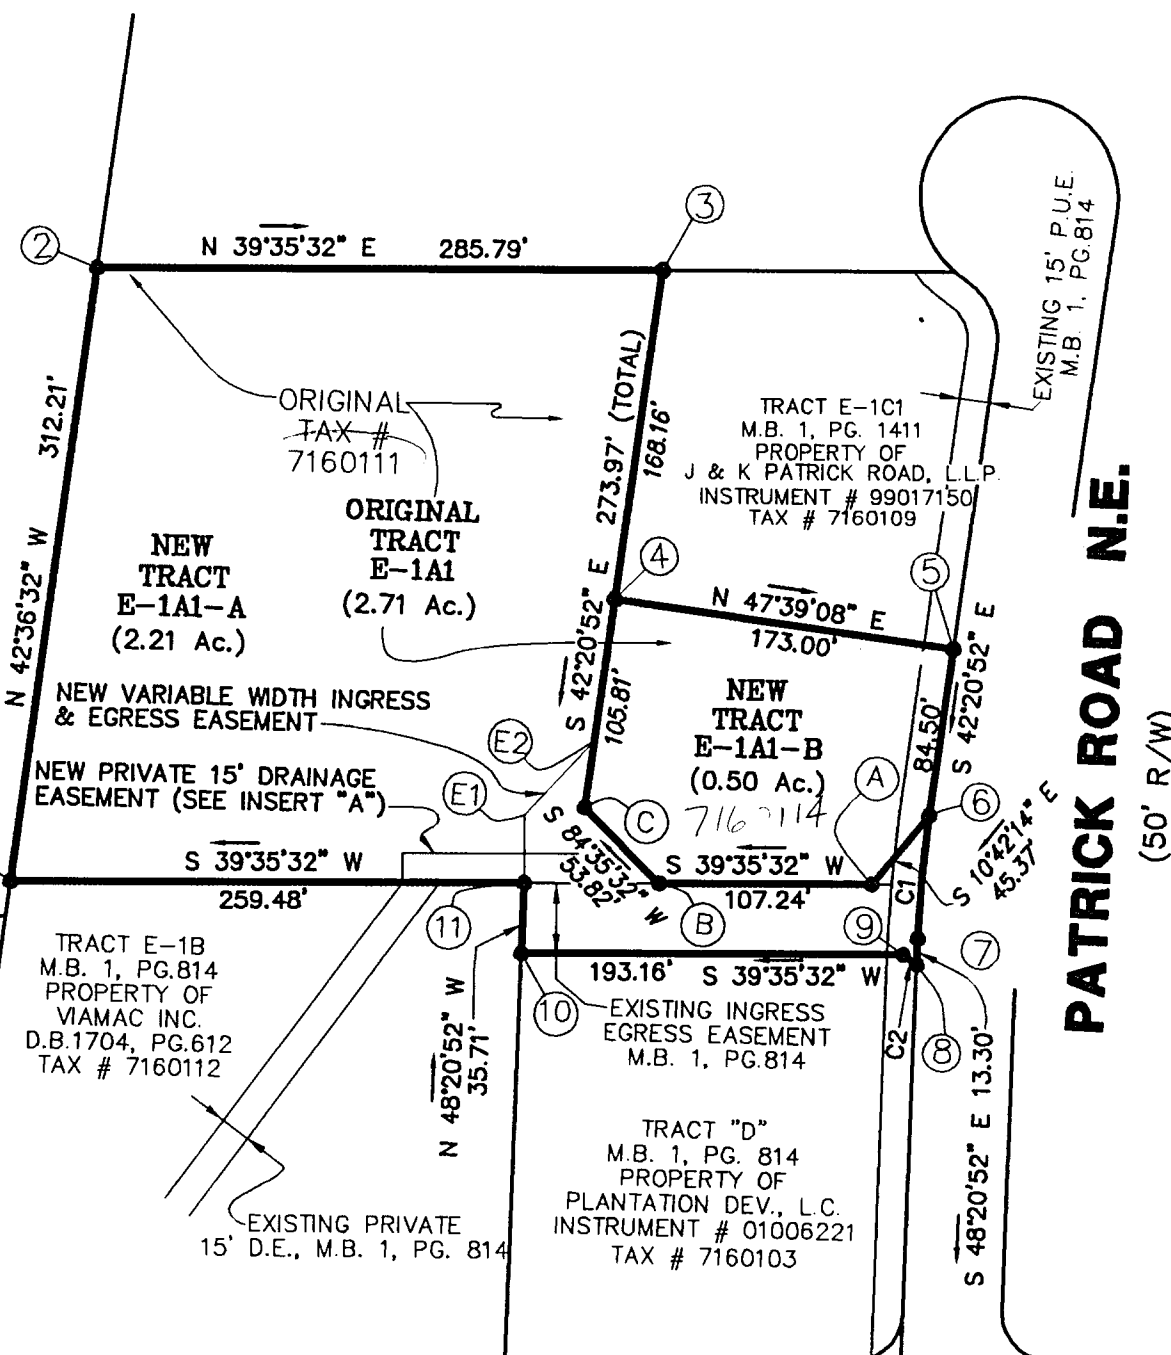 3
2
N 39°35'32" E 285.79'
EXISTING 15' P.U.E.
M.B. 1, PG.814
312.21'
N 42°36'32" W
ORIGINAL
TAX #
7160111
273.97' (TOTAL)
168.16'
S 42°20'52" E
105.81'
TRACT E-1C1
M.B. 1, PG. 1411
PROPERTY OF
J & K PATRICK ROAD, L.L.P.
INSTRUMENT # 99017150
TAX # 7160109
ORIGINAL
TRACT
E-1A1
(2.71 Ac.)
NEW
TRACT
E-1A1-A
(2.21 Ac.)
4
5
N 47°39'08" E
173.00'
S 42°20'52" E
84.50'
PATRICK ROAD N.E.
(50' R/W)
NEW VARIABLE WIDTH INGRESS
& EGRESS EASEMENT
NEW
TRACT
E-1A1-B
(0.50 Ac.)
7160114
E2
E1
A
6
C
NEW PRIVATE 15' DRAINAGE
EASEMENT (SEE INSERT "A")
S 84°35'32" W
53.82'
S 10°42'14" E
45.37'
S 39°35'32" W
259.48'
S 39°35'32" W
107.24'
C1
11
B
9
7
193.16' S 39°35'32" W
10
8
C2
N 48°20'52" W
35.71'
S 48°20'52" E 13.30'
TRACT E-1B
M.B. 1, PG.814
PROPERTY OF
VIAMAC INC.
D.B.1704, PG.612
TAX # 7160112
EXISTING INGRESS
EGRESS EASEMENT
M.B. 1, PG.814
TRACT "D"
M.B. 1, PG. 814
PROPERTY OF
PLANTATION DEV., L.C.
INSTRUMENT # 01006221
TAX # 7160103
EXISTING PRIVATE
15' D.E., M.B. 1, PG. 814